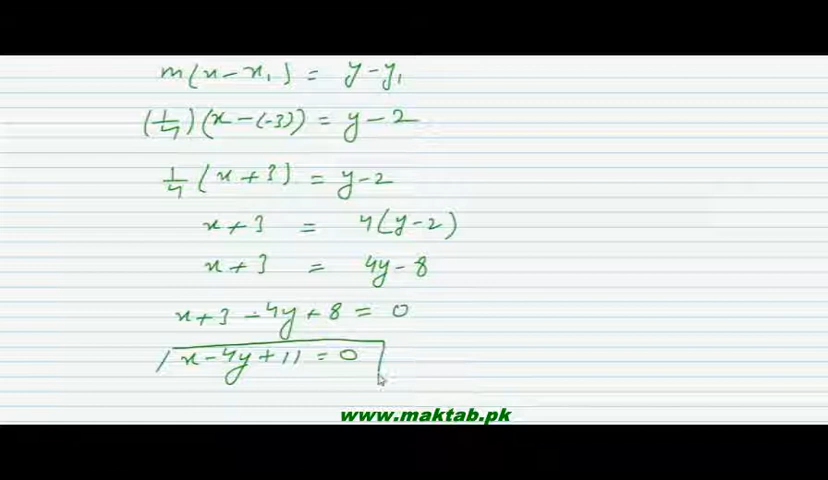 m(x-x₁) = y-y₁
(1/4)(x-(-3)) = y-2
1/4 (x+3) = y-2
x+3 = 4(y-2)
x+3 = 4y-8
x+3-4y+8 = 0
x-4y+11 = 0
www.maktab.pk